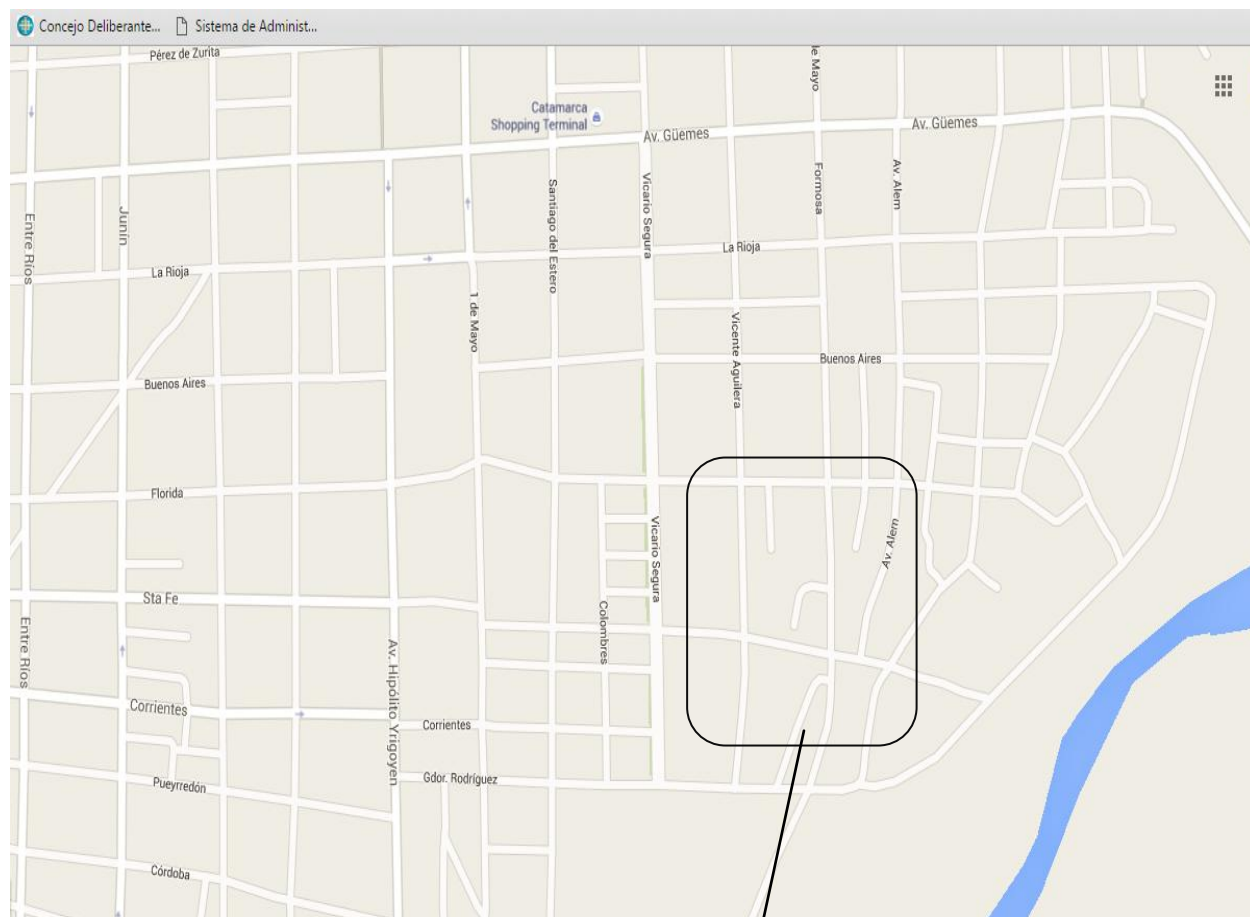 Concejo Deliberante... Sistema de Administ...
Pérez de Zurita
Catamarca
Shopping Terminal
de Mayo
Av. Güemes
Av. Güemes
Entre Ríos
Junín
Santiago del Estero
Vicario Segura
Formosa
Av. Alem
La Rioja
La Rioja
1 de Mayo
Vicente Aguilera
Buenos Aires
Buenos Aires
Florida
Vicario Segura
Av. Alem
Sta Fe
Colombres
Entre Ríos
Av. Hipólito Yrigoyen
Corrientes
Corrientes
Gdor. Rodríguez
Pueyrredón
Córdoba